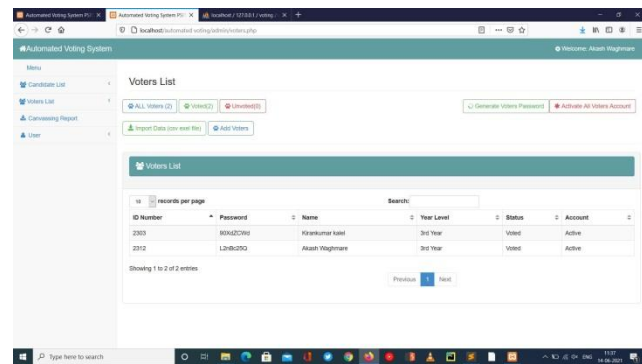 Automated Voting System PS!
Automated Voting System PS!
localhost / 127.0.0.1 / voting
localhost/automated voting/admin/voters.php
Automated Voting System
Welcome: Akash Waghmare
Menu
Candidate List
Voters List
Canvassing Report
User
Voters List
ALL Voters (2)
Voted(2)
Unvoted(0)
Generate Voters Password
Activate All Voters Account
Import Data (csv exel file)
Add Voters
Voters List
10 records per page
Search:
ID Number Password Name Year Level Status Account
2303 Kirankumar kalel 3rd Year Voted Active
2312 L2nBc25G Akash Waghmare 3rd Year Voted Active
Showing 1 to 2 of 2 entries
Previous 1 Next
Type here to search
ENG
11:37
14-06-2021